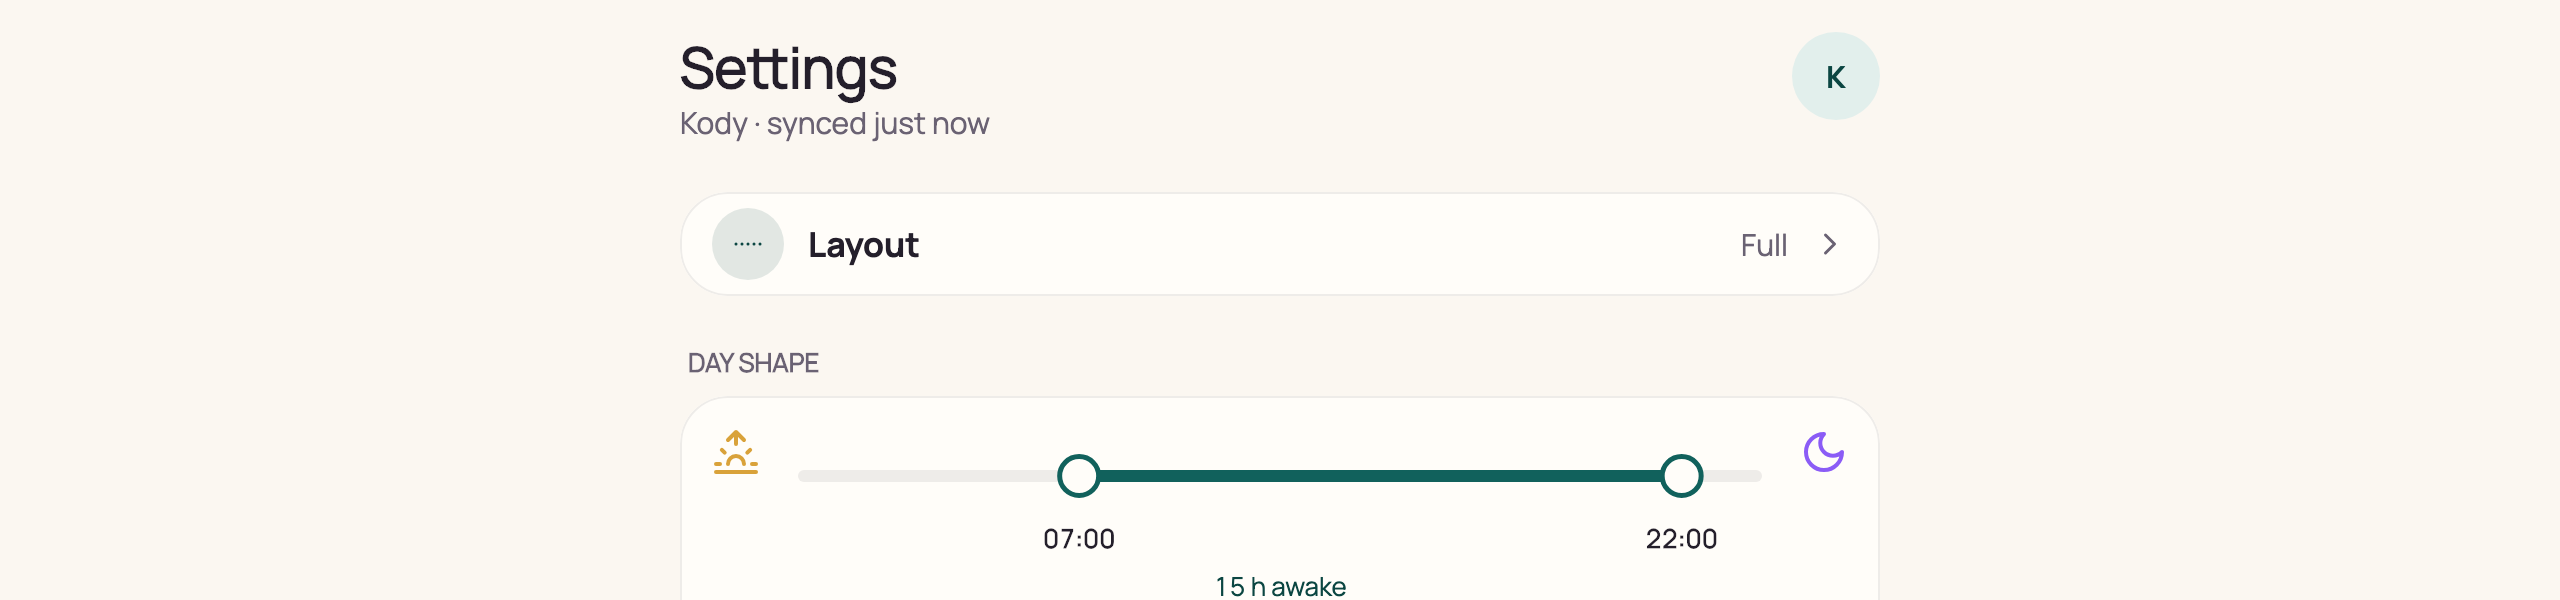 Settings
K
Kody · synced just now
Layout
Full
DAY SHAPE
07:00
22:00
15 h awake